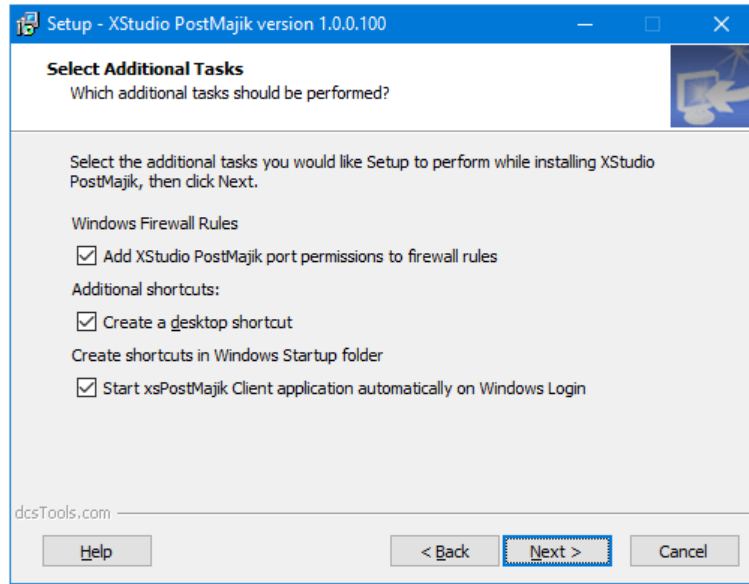 Setup - XStudio PostMajik version 1.0.0.100
Select Additional Tasks
Which additional tasks should be performed?
Select the additional tasks you would like Setup to perform while installing XStudio
PostMajik, then click Next.
Windows Firewall Rules
Add XStudio PostMajik port permissions to firewall rules
Additional shortcuts:
Create a desktop shortcut
Create shortcuts in Windows Startup folder
Start xsPostMajik Client application automatically on Windows Login
dcsTools.com
Help < Back Next > Cancel